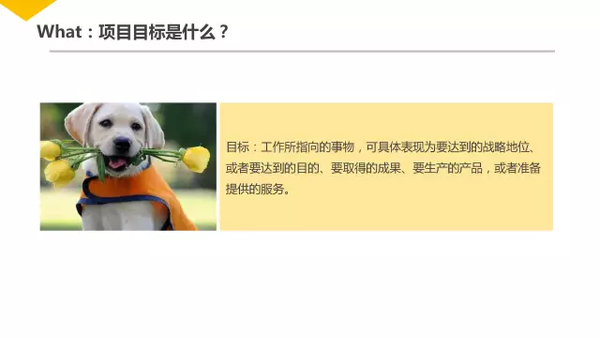 What：项目目标是什么？
目标：工作所指向的事物，可具体表现为要达到的战略地位、
或者要达到的目的、要取得的成果、要生产的产品，或者准备
提供的服务。